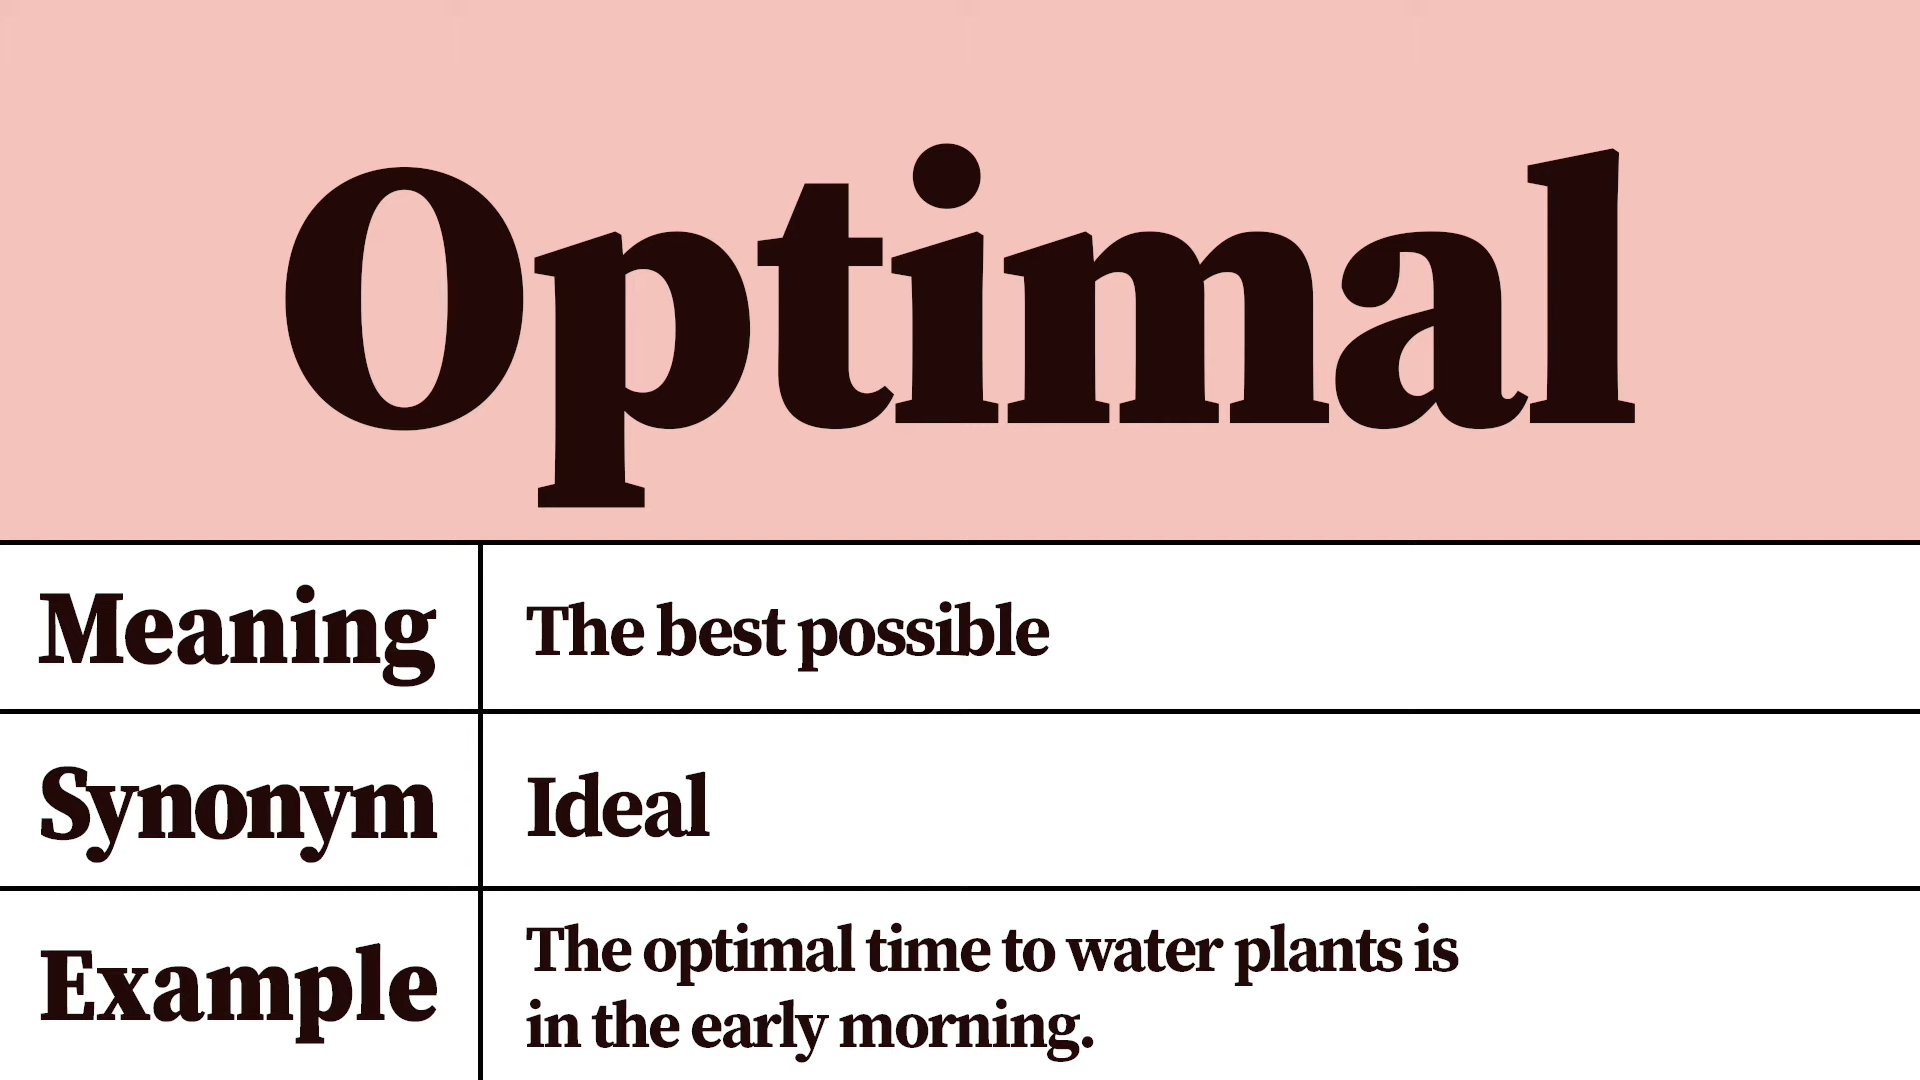 Optimal
Meaning
The best possible
Synonym
Ideal
Example
The optimal time to water plants is
in the early morning.